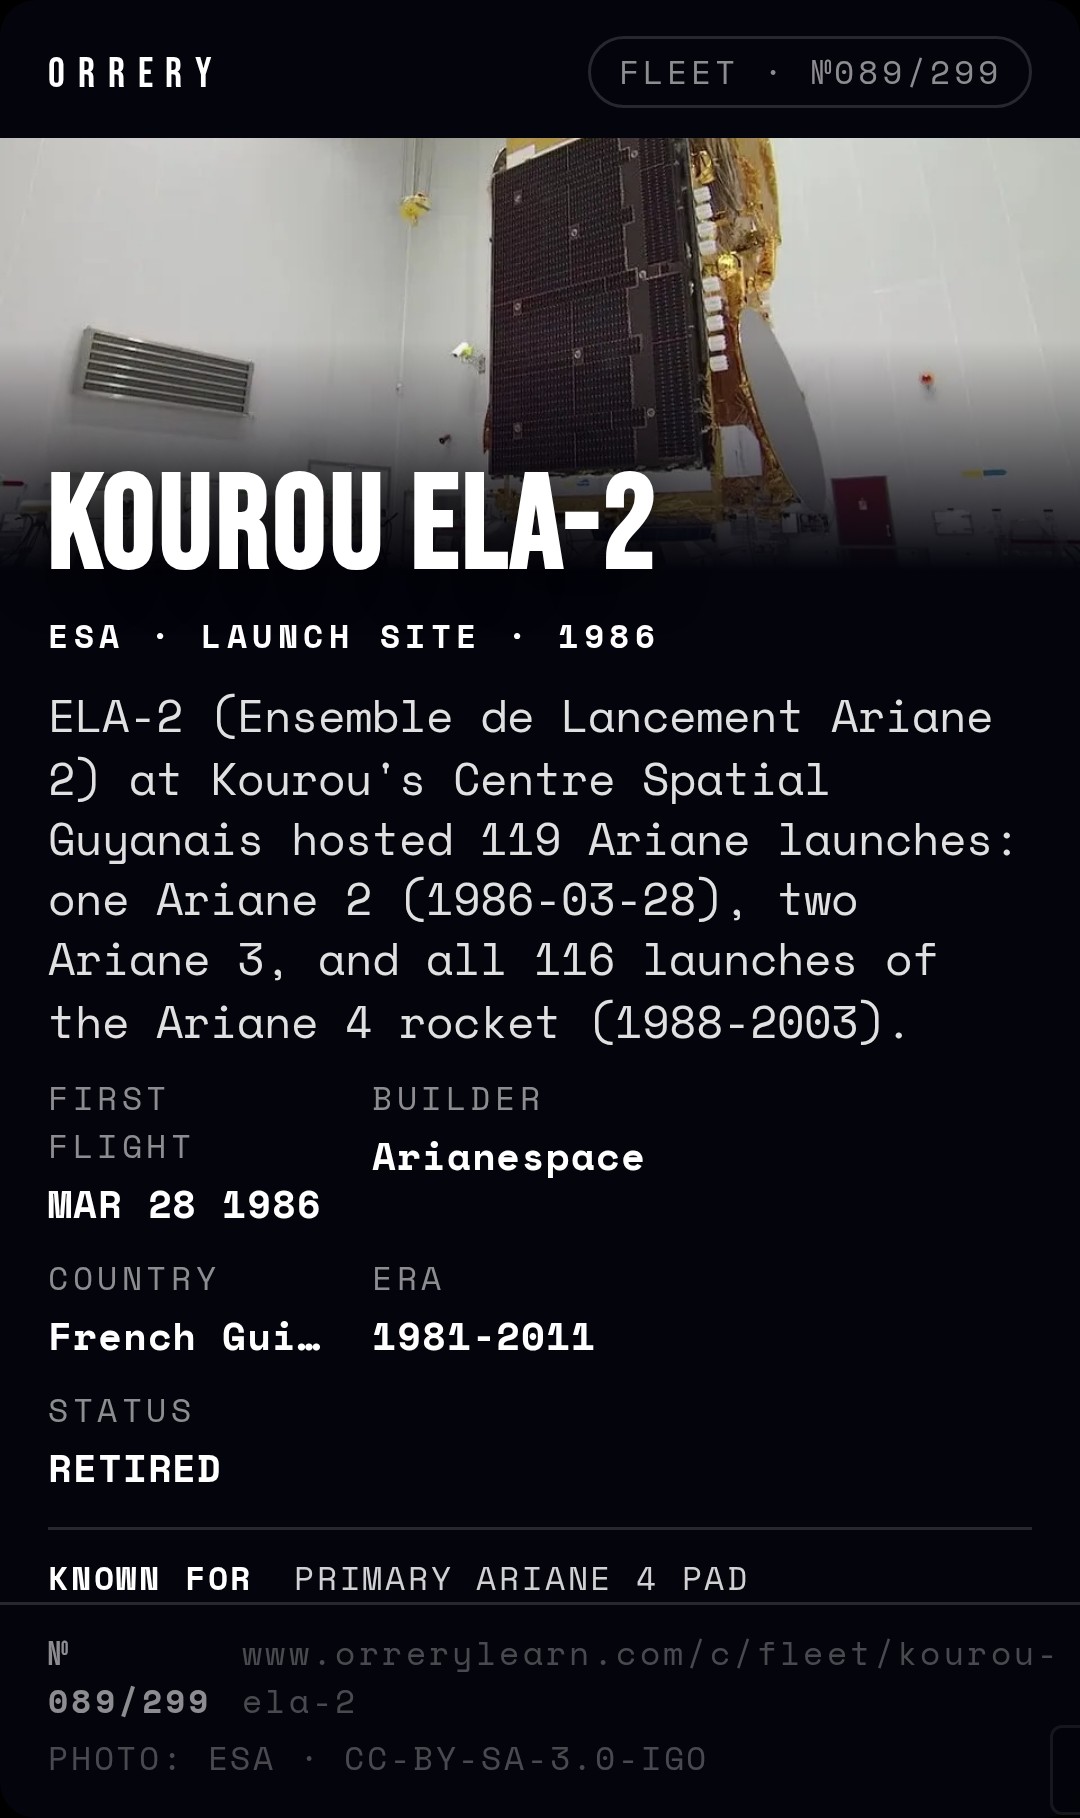 ORRERY
FLEET · №089/299
KOUROU ELA-2
ESA · LAUNCH SITE · 1986
ELA-2 (Ensemble de Lancement Ariane
2) at Kourou's Centre Spatial
Guyanais hosted 119 Ariane launches:
one Ariane 2 (1986-03-28), two
Ariane 3, and all 116 launches of
the Ariane 4 rocket (1988-2003).
FIRST
FLIGHT
MAR 28 1986
BUILDER
Arianespace
COUNTRY
French Gui…
ERA
1981-2011
STATUS
RETIRED
KNOWN FOR PRIMARY ARIANE 4 PAD
№
089/299
www.orrerylearn.com/c/fleet/kourou-
ela-2
PHOTO: ESA · CC-BY-SA-3.0-IGO